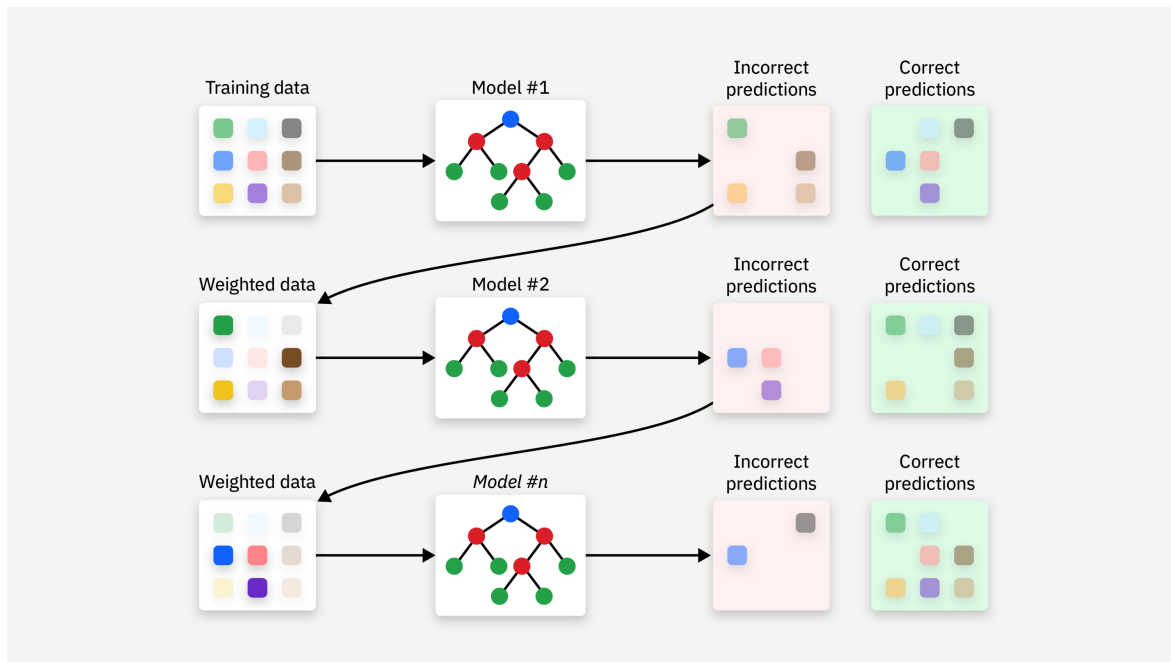 Training data
Model #1
Incorrect
predictions
Correct
predictions
Weighted data
Model #2
Incorrect
predictions
Correct
predictions
Weighted data
Model #n
Incorrect
predictions
Correct
predictions